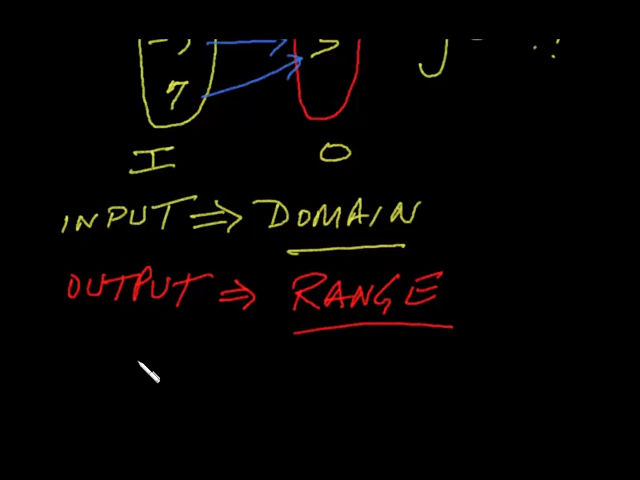 7
I O
INPUT ⇒ DOMAIN
OUTPUT ⇒ RANGE